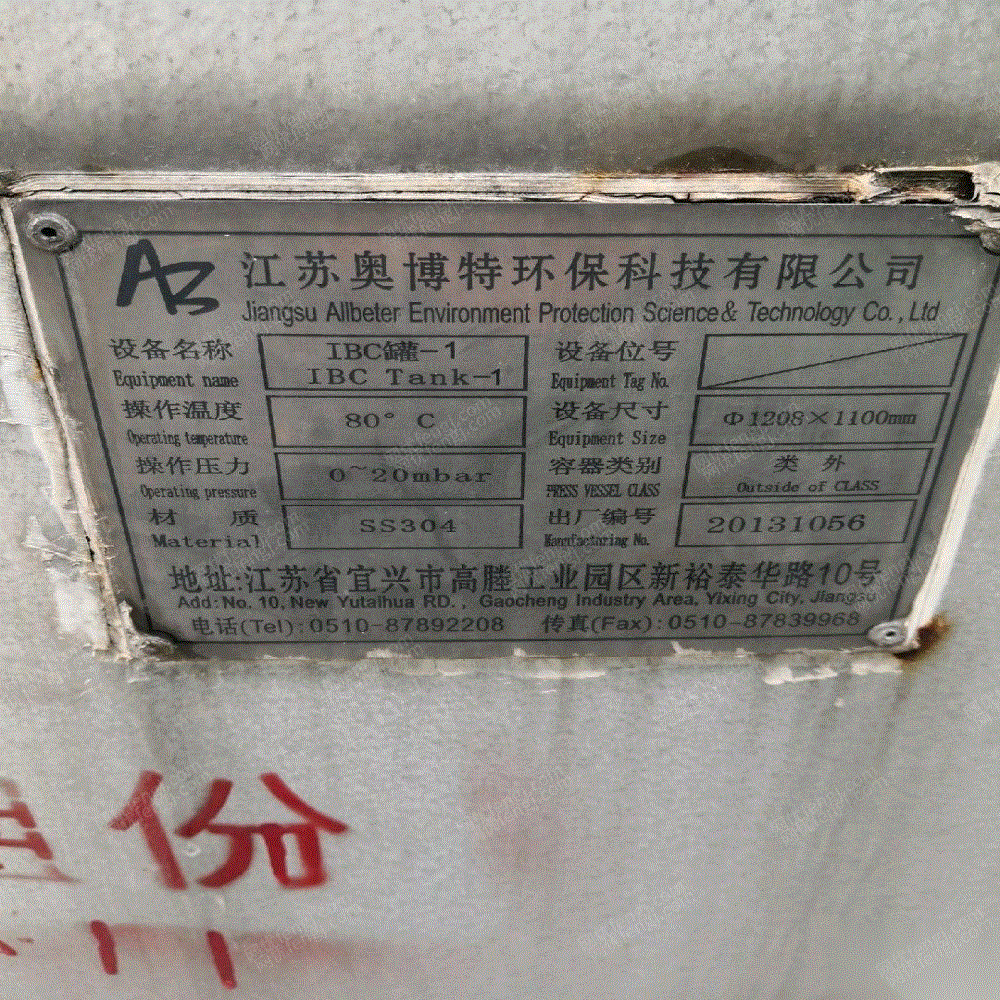 AB 江苏奥博特环保科技有限公司
Jiangsu Allbeter Environment Protection Science & Technology Co., Ltd
设备名称 IBC罐-1 设备位号
Equipment name IBC Tank-1 Equipment Tag No.
操作温度 80° C 设备尺寸 Φ1208×1100mm
Operating temperature Equipment Size
操作压力 0~20mbar 容器类别 类 外
Operating pressure PRESS VESSEL CLASS Outside of CLASS
材 质 SS304 出厂编号 20131056
Material Manufacturing No.
地址:江苏省宜兴市高塍工业园区新裕泰华路10号
Add: No. 10, New Yutaihua RD., Gaocheng Industry Area, Yixing City, Jiangsu
电话(Tel):0510-87892208 传真(Fax):0510-87839968
份